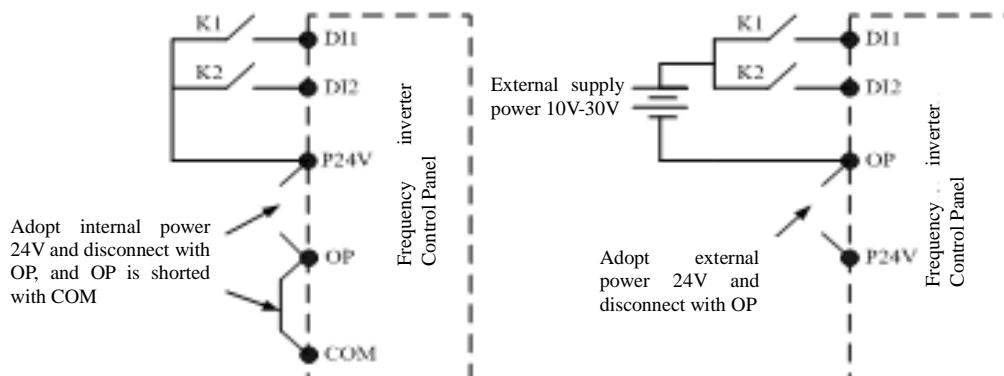 K1
DI1
K2
DI2
P24V
Adopt internal power
24V and disconnect with
OP, and OP is shorted
with COM
OP
COM
Frequency inverter
Control Panel
K1
DI1
K2
DI2
External supply
power 10V-30V
OP
Adopt external
power 24V and
disconnect with OP
P24V
Frequency inverter
Control Panel